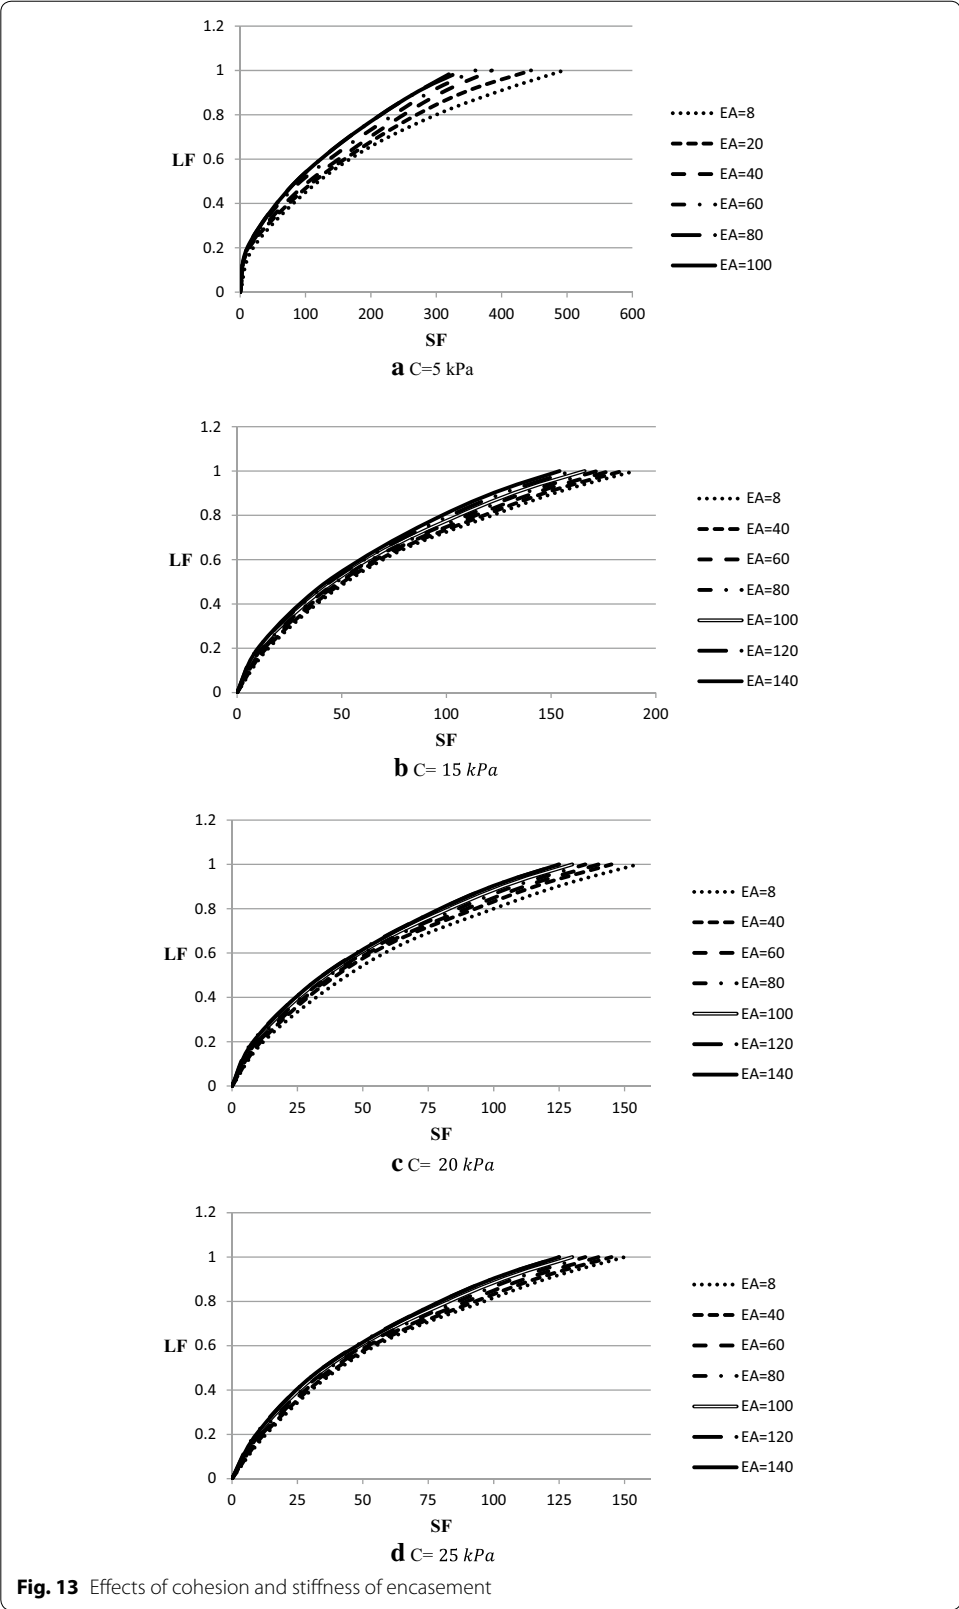 1.2
1
0.8
LF 0.6
0.4
0.2
0
0 100 200 300 400 500 600
SF
EA=8
EA=20
EA=40
EA=60
EA=80
EA=100
a C=5 kPa
1.2
1
0.8
LF 0.6
0.4
0.2
0
0 50 100 150 200
SF
EA=8
EA=40
EA=60
EA=80
EA=100
EA=120
EA=140
b C= 15 kPa
1.2
1
0.8
LF 0.6
0.4
0.2
0
0 25 50 75 100 125 150
SF
EA=8
EA=40
EA=60
EA=80
EA=100
EA=120
EA=140
c C= 20 kPa
1.2
1
0.8
LF 0.6
0.4
0.2
0
0 25 50 75 100 125 150
SF
EA=8
EA=40
EA=60
EA=80
EA=100
EA=120
EA=140
d C= 25 kPa
Fig. 13 Effects of cohesion and stiffness of encasement